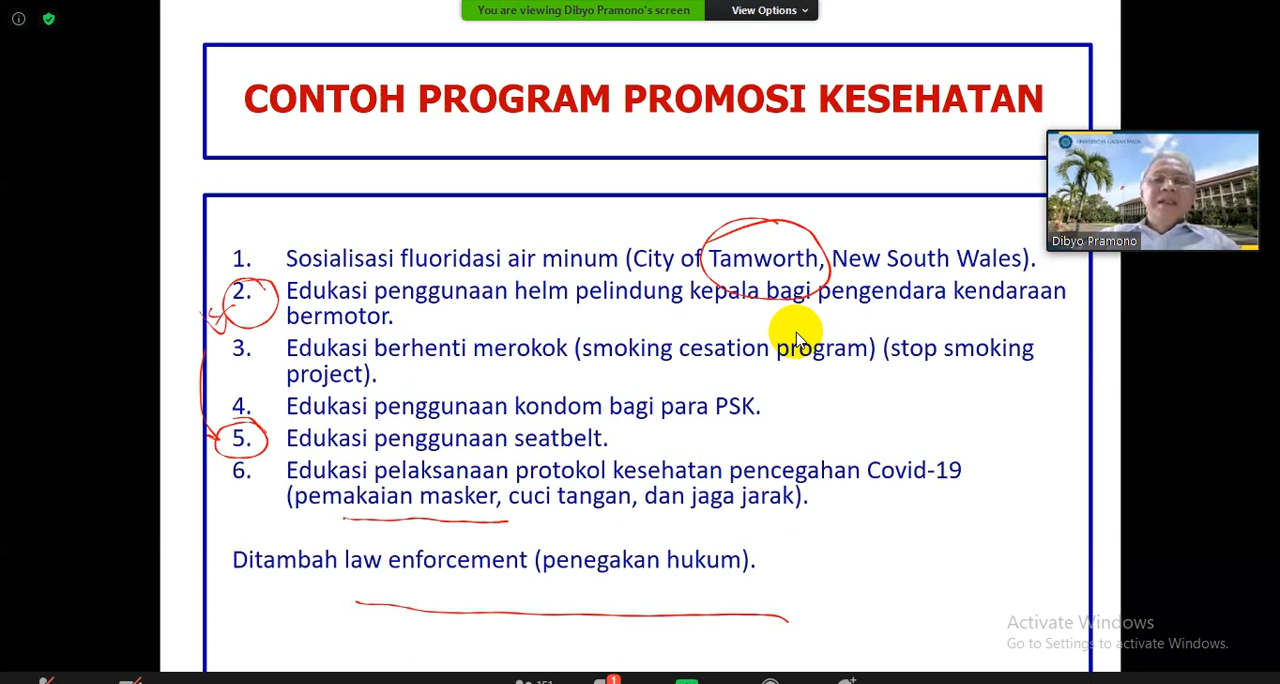 You are viewing Dibyo Pramono's screen
View Options
CONTOH PROGRAM PROMOSI KESEHATAN
Dibyo Pramono
1. Sosialisasi fluoridasi air minum (City of Tamworth, New South Wales).
2. Edukasi penggunaan helm pelindung kepala bagi pengendara kendaraan
bermotor.
3. Edukasi berhenti merokok (smoking cesation program) (stop smoking
project).
4. Edukasi penggunaan kondom bagi para PSK.
5. Edukasi penggunaan seatbelt.
6. Edukasi pelaksanaan protokol kesehatan pencegahan Covid-19
(pemakaian masker, cuci tangan, dan jaga jarak).
Ditambah law enforcement (penegakan hukum).
Activate Windows
Go to Settings to activate Windows.
1